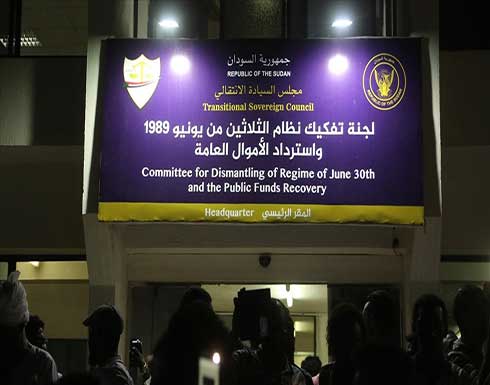 جمهورية السودان
REPUBLIC OF THE SUDAN
مجلس السيادة الانتقالي
Transitional Sovereign Council
لجنة تفكيك نظام الثلاثين من يونيو 1989
واسترداد الأموال العامة
Committee for Dismantling of Regime of June 30th
and the Public Funds Recovery
Headquarter المقر الرئيسي